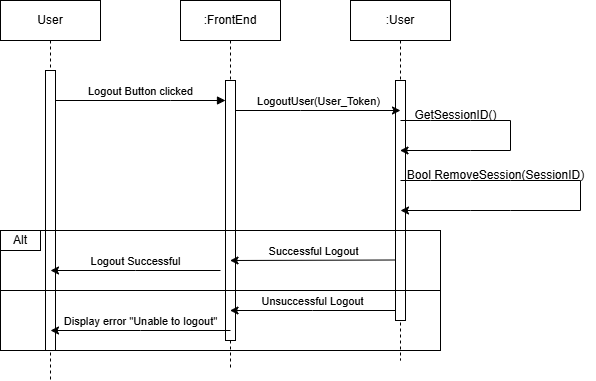 User
:FrontEnd
:User
Logout Button clicked
LogoutUser(User_Token)
GetSessionID()
Bool RemoveSession(SessionID)
Alt
Successful Logout
Logout Successful
Unsuccessful Logout
Display error "Unable to logout"